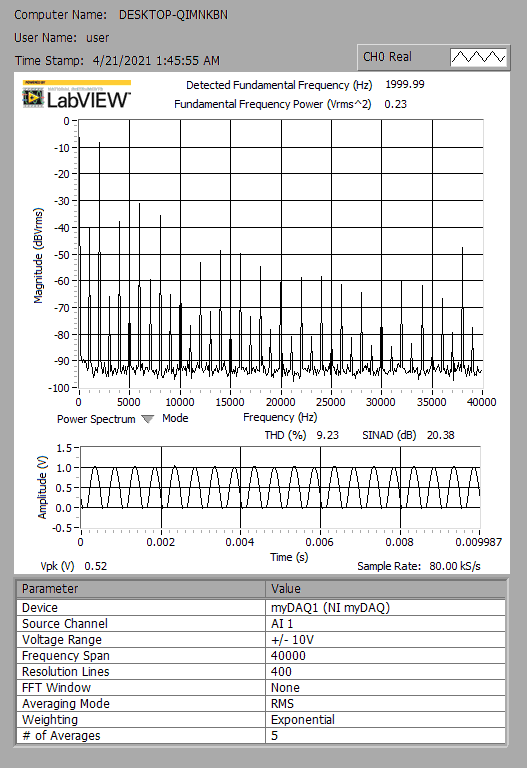 Computer Name: DESKTOP-QIMNKBN
User Name: user
Time Stamp: 4/21/2021 1:45:55 AM
CH0 Real
LabVIEW™
Detected Fundamental Frequency (Hz) 1999.99
Fundamental Frequency Power (Vrms^2) 0.23
Magnitude (dBVrms)
0
-10
-20
-30
-40
-50
-60
-70
-80
-90
-100
0 5000 10000 15000 20000 25000 30000 35000 40000
Power Spectrum Mode Frequency (Hz)
THD (%) 9.23 SINAD (dB) 20.38
Amplitude (V)
1.5
1.0
0.5
0.0
-0.5
0 0.002 0.004 0.006 0.008 0.009987
Time (s)
Vpk (V) 0.52 Sample Rate: 80.00 kS/s
Parameter Value
Device myDAQ1 (NI myDAQ)
Source Channel AI 1
Voltage Range +/- 10V
Frequency Span 40000
Resolution Lines 400
FFT Window None
Averaging Mode RMS
Weighting Exponential
# of Averages 5